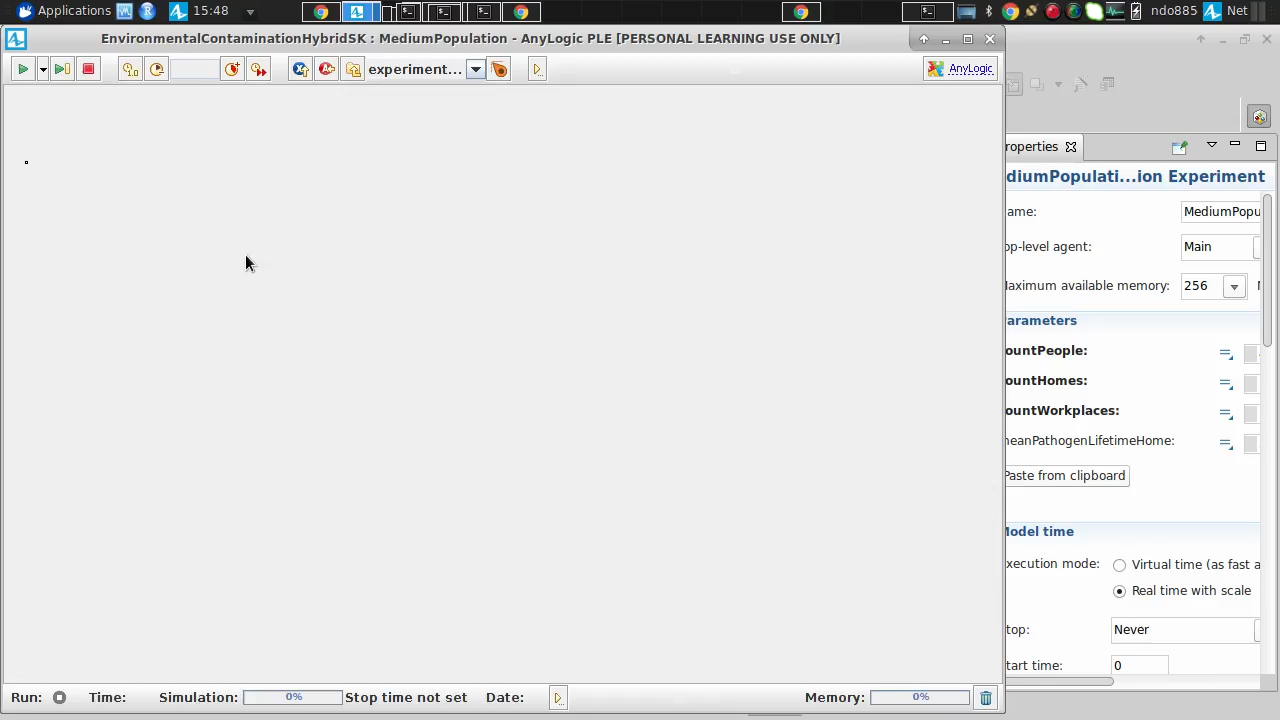 Applications 15:48 ndo885 Net
EnvironmentalContaminationHybridSK : MediumPopulation - AnyLogic PLE [PERSONAL LEARNING USE ONLY]
experiment... AnyLogic
roperties
diumPopulati...ion Experiment
ame: MediumPopu
op-level agent: Main
aximum available memory: 256
arameters
ountPeople:
ountHomes:
ountWorkplaces:
neanPathogenLifetimeHome:
Paste from clipboard
Model time
xecution mode: Virtual time (as fast a
Real time with scale
top: Never
tart time: 0
Run: Time: Simulation: 0% Stop time not set Date: Memory: 0%